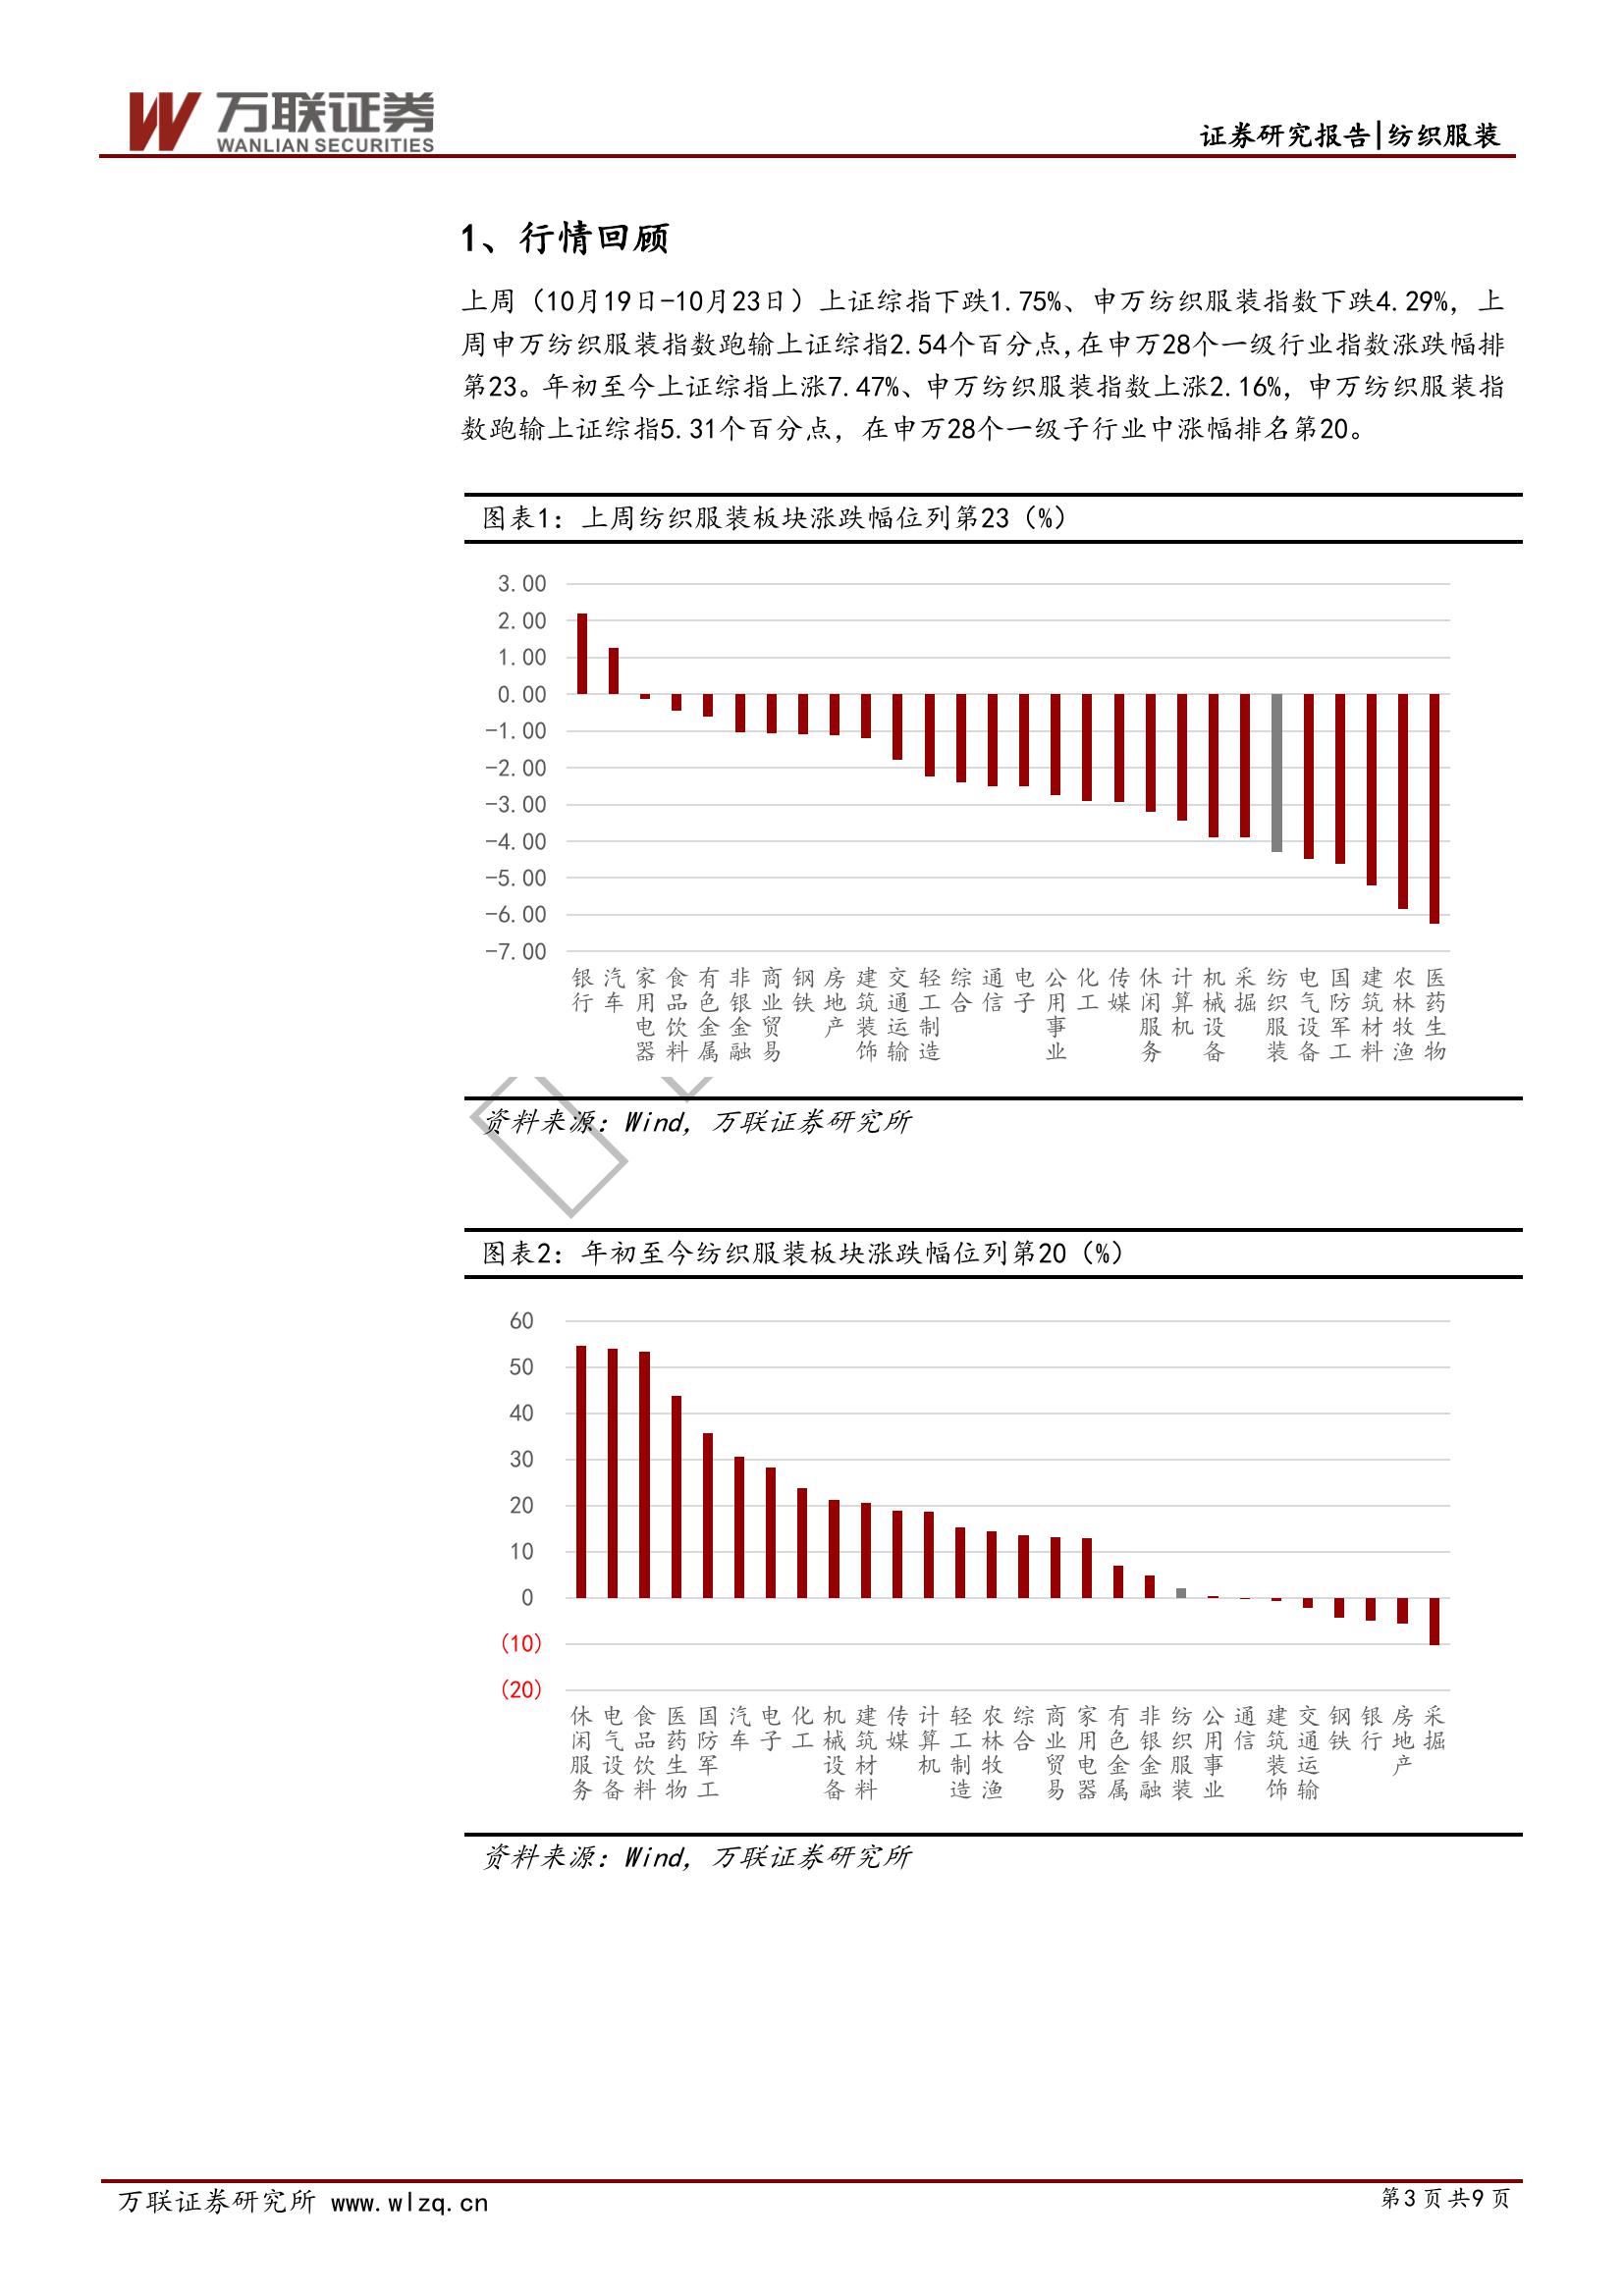 万联证券
WANLIAN SECURITIES
证券研究报告|纺织服装
1、行情回顾
上周（10月19日-10月23日）上证综指下跌1.75%、申万纺织服装指数下跌4.29%，上
周申万纺织服装指数跑输上证综指2.54个百分点,在申万28个一级行业指数涨跌幅排
第23。年初至今上证综指上涨7.47%、申万纺织服装指数上涨2.16%，申万纺织服装指
数跑输上证综指5.31个百分点，在申万28个一级子行业中涨幅排名第20。
图表1：上周纺织服装板块涨跌幅位列第23（%）
3.00
2.00
1.00
0.00
-1.00
-2.00
-3.00
-4.00
-5.00
-6.00
-7.00
银行
汽车
家用电器
食品饮料
有色金属
非银金融
商业贸易
钢铁
房地产
建筑装饰
交通运输
轻工制造
综合
通信
电子
公用事业
化工
传媒
休闲服务
计算机
机械设备
采掘
纺织服装
电气设备
国防军工
建筑材料
农林牧渔
医药生物
资料来源：Wind，万联证券研究所
图表2：年初至今纺织服装板块涨跌幅位列第20（%）
60
50
40
30
20
10
0
(10)
(20)
休闲服务
电气设备
食品饮料
医药生物
国防军工
汽车
电子
化工
机械设备
建筑材料
传媒
计算机
轻工制造
农林牧渔
综合
商业贸易
家用电器
有色金属
非银金融
纺织服装
公用事业
通信
建筑装饰
交通运输
钢铁
银行
房地产
采掘
资料来源：Wind，万联证券研究所
万联证券研究所 www.wlzq.cn
第3页共9页